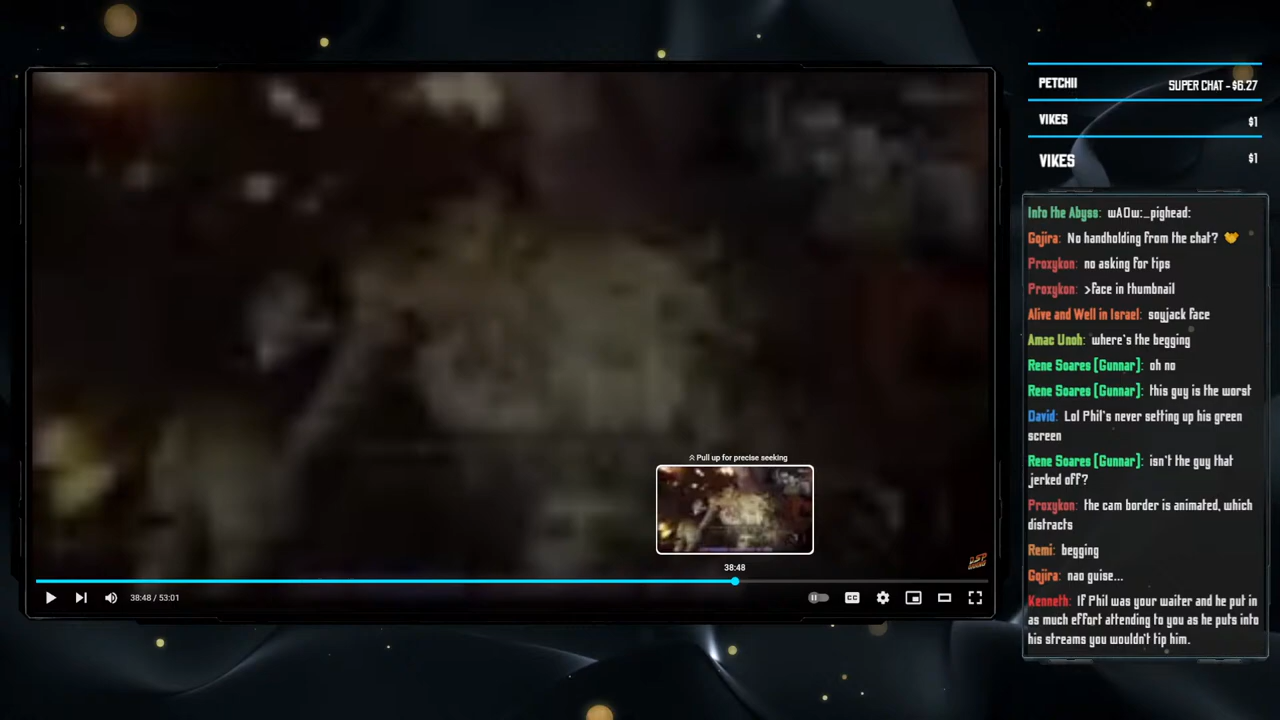 PETCHII
SUPER CHAT - $6.27
VIKES
$1
VIKES
$1
Into the Abyss: wAOw:_pighead:
Gojira: No handholding from the chat?
Proxykon: no asking for tips
Proxykon: >face in thumbnail
Alive and Well in Israel: soyjack face
Amac Unoh: where's the begging
Rene Soares (Gunnar): oh no
Rene Soares (Gunnar): this guy is the worst
David: Lol Phil's never setting up his green
screen
Rene Soares (Gunnar): isn't the guy that
jerked off?
Proxykon: the cam border is animated, which
distracts
Remi: begging
Gojira: nao guise...
Kenneth: If Phil was your waiter and he put in
as much effort attending to you as he puts into
his streams you wouldn't tip him.
Pull up for precise seeking
38:48
DSP
GAMING
38:48 / 53:01
CC